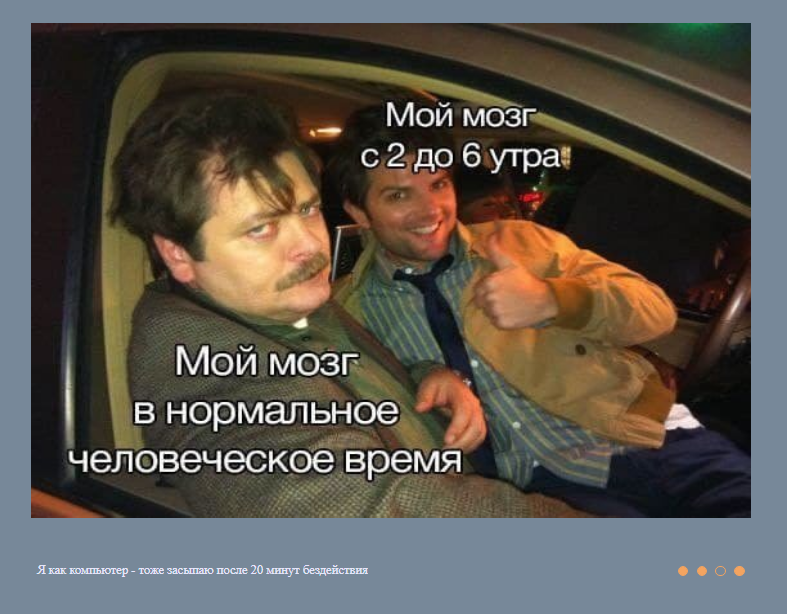 Мой мозг
с 2 до 6 утра
Мой мозг
в нормальное
человеческое время
Я как компьютер - тоже засыпаю после 20 минут бездействия